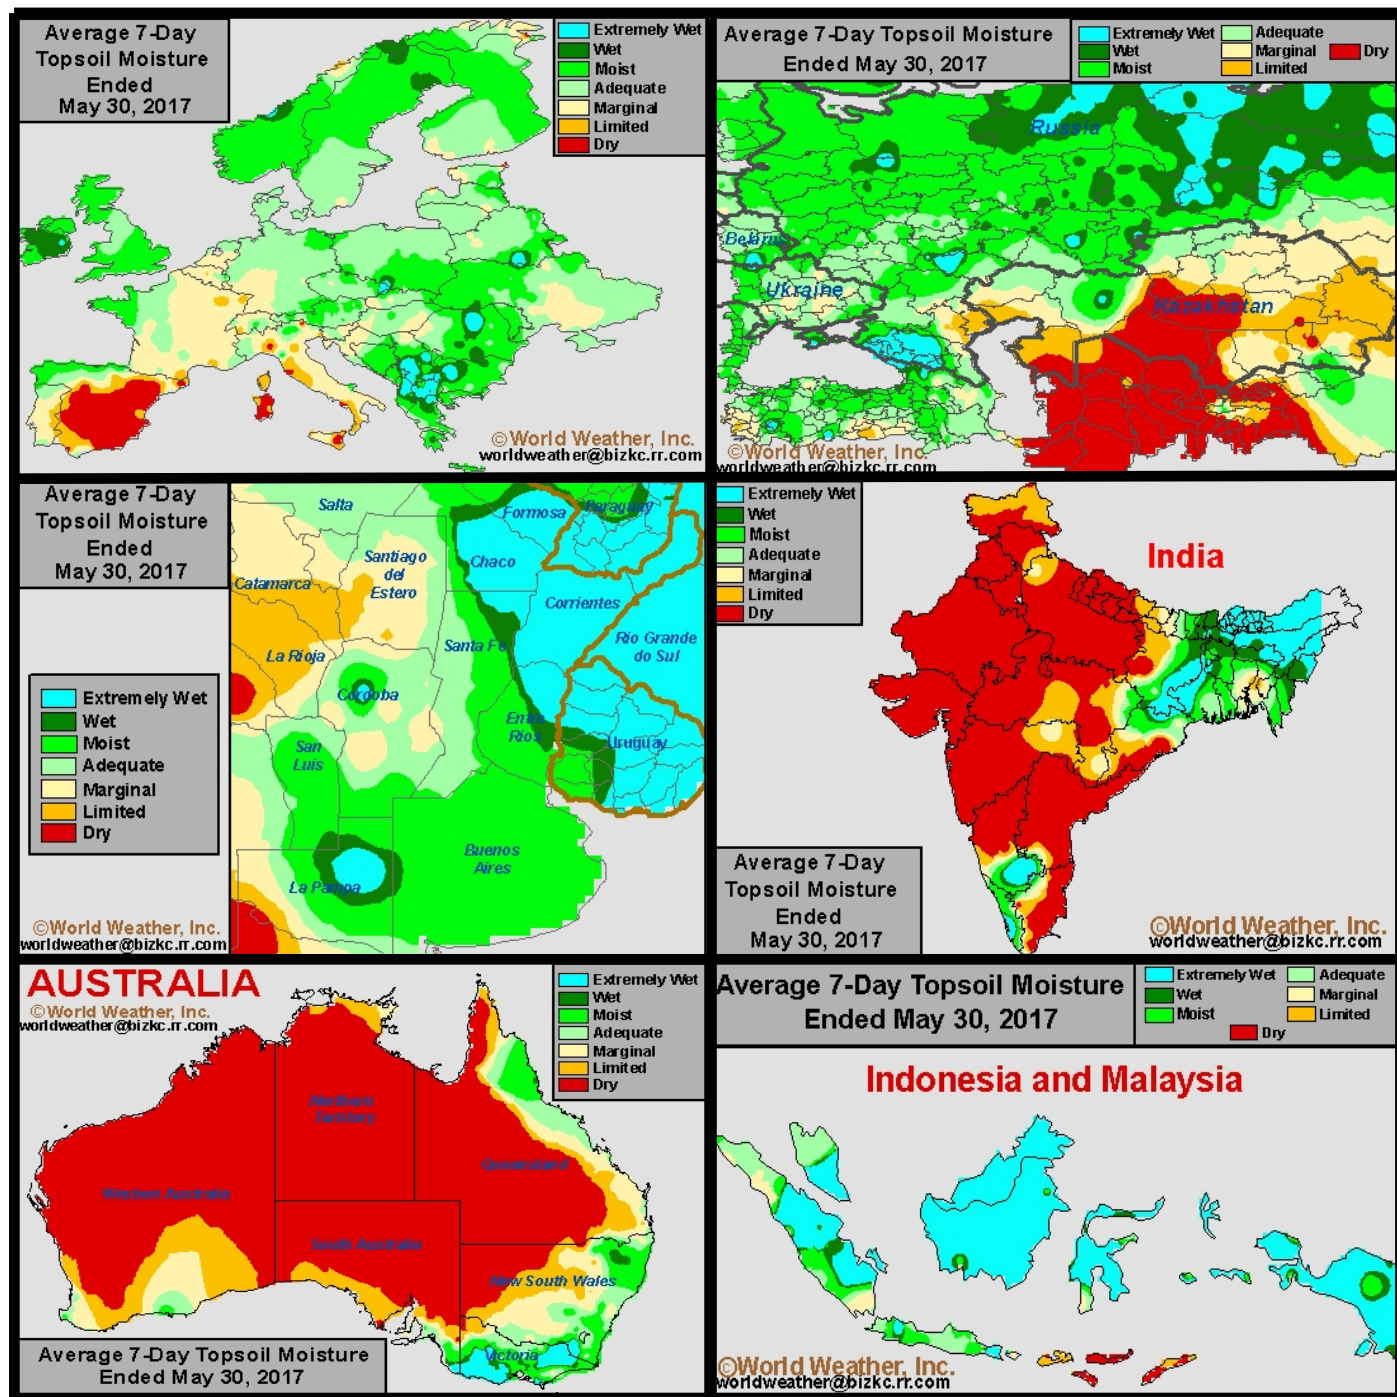 Average 7-Day
Topsoil Moisture
Ended
May 30, 2017
Extremely Wet
Wet
Moist
Adequate
Marginal
Limited
Dry
©World Weather, Inc.
worldweather@bizkc.rr.com
Average 7-Day Topsoil Moisture
Ended May 30, 2017
Extremely Wet
Wet
Moist
Adequate
Marginal
Limited
Dry
Russia
Belarus
Ukraine
Kazakhstan
©World Weather, Inc.
worldweather@bizkc.rr.com
Average 7-Day
Topsoil Moisture
Ended
May 30, 2017
Extremely Wet
Wet
Moist
Adequate
Marginal
Limited
Dry
Salta
Formosa
Paraguay
Santiago
del
Estero
Chaco
Catamarca
Corrientes
Rio Grande
do Sul
Santa Fe
La Rioja
Cordoba
Entre
Rios
Uruguay
San
Luis
Buenos
Aires
La Pampa
©World Weather, Inc.
worldweather@bizkc.rr.com
Extremely Wet
Wet
Moist
Adequate
Marginal
Limited
Dry
India
Average 7-Day
Topsoil Moisture
Ended
May 30, 2017
©World Weather, Inc.
worldweather@bizkc.rr.com
AUSTRALIA
©World Weather, Inc.
worldweather@bizkc.rr.com
Extremely Wet
Wet
Moist
Adequate
Marginal
Limited
Dry
Northern
Territory
Queensland
Western Australia
South Australia
New South Wales
Victoria
Average 7-Day Topsoil Moisture
Ended May 30, 2017
Average 7-Day Topsoil Moisture
Ended May 30, 2017
Extremely Wet
Wet
Moist
Adequate
Marginal
Limited
Dry
Indonesia and Malaysia
©World Weather, Inc.
worldweather@bizkc.rr.com